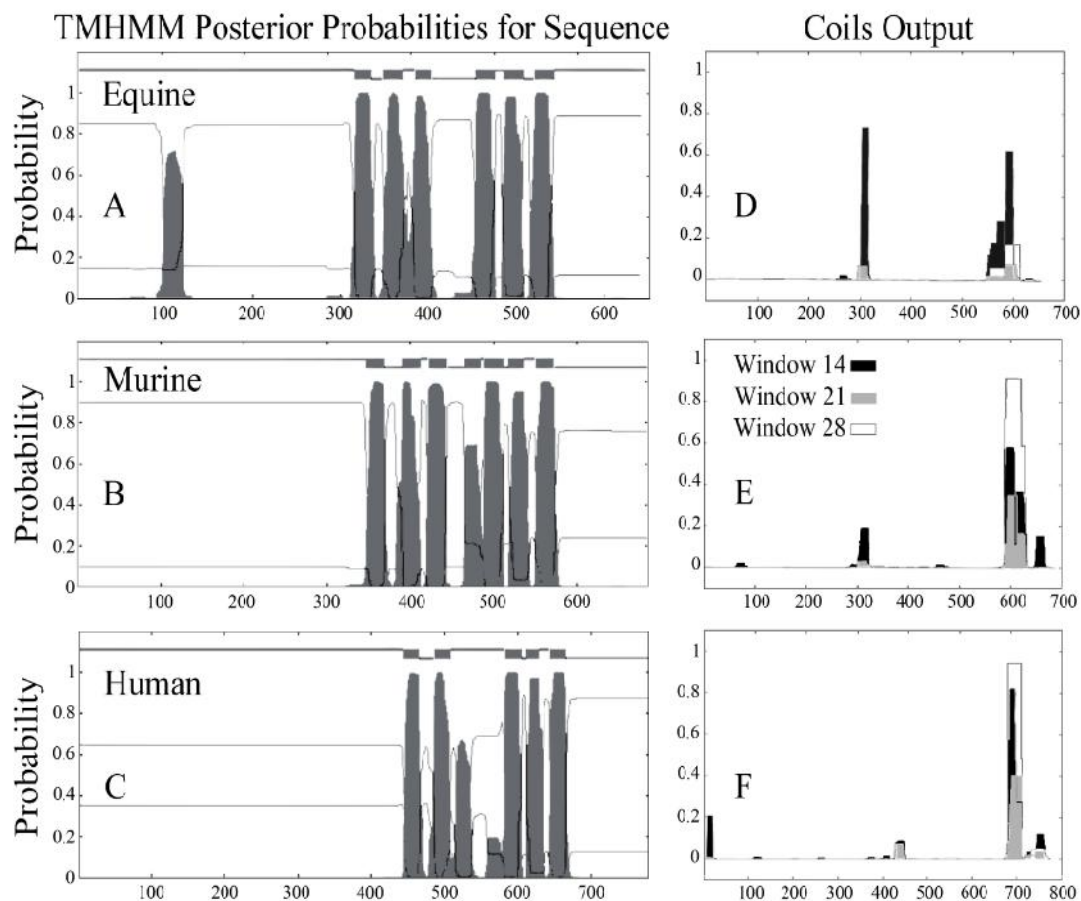 TMHMM Posterior Probabilities for Sequence
Coils Output
Probability
1
0.8
0.6
0.4
0.2
0
Equine
A
100 200 300 400 500 600
1
0.8
0.6
0.4
0.2
0
D
100 200 300 400 500 600 700
Probability
1
0.8
0.6
0.4
0.2
0
Murine
B
100 200 300 400 500 600
1
0.8
0.6
0.4
0.2
0
Window 14
Window 21
Window 28
E
100 200 300 400 500 600 700
Probability
1
0.8
0.6
0.4
0.2
0
Human
C
100 200 300 400 500 600 700
1
0.8
0.6
0.4
0.2
0
F
100 200 300 400 500 600 700 800